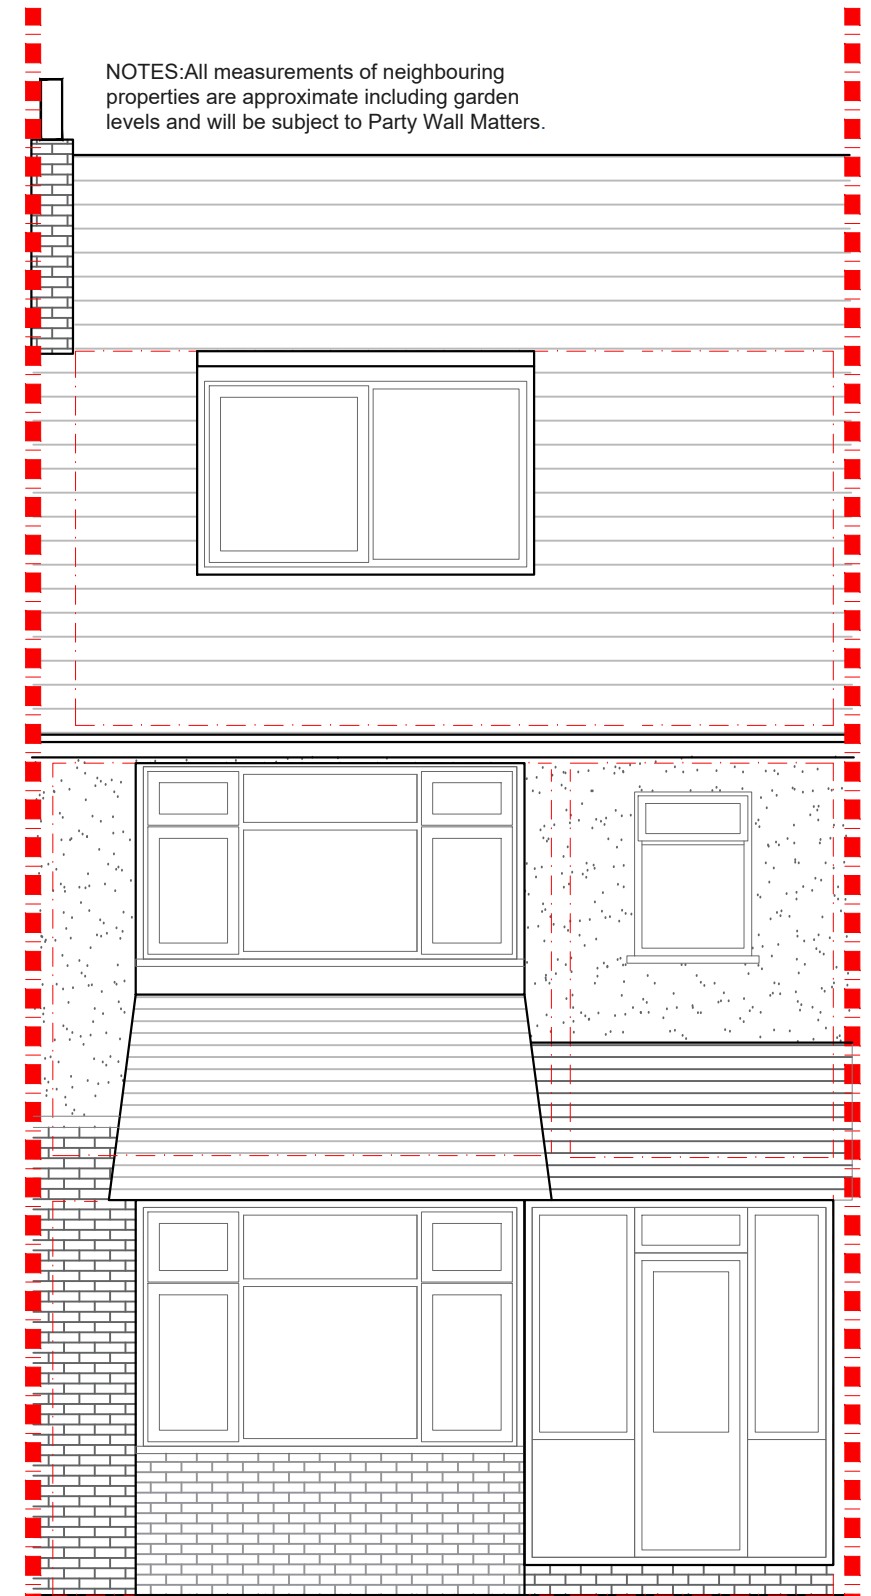 NOTES:All measurements of neighbouring
properties are approximate including garden
levels and will be subject to Party Wall Matters.